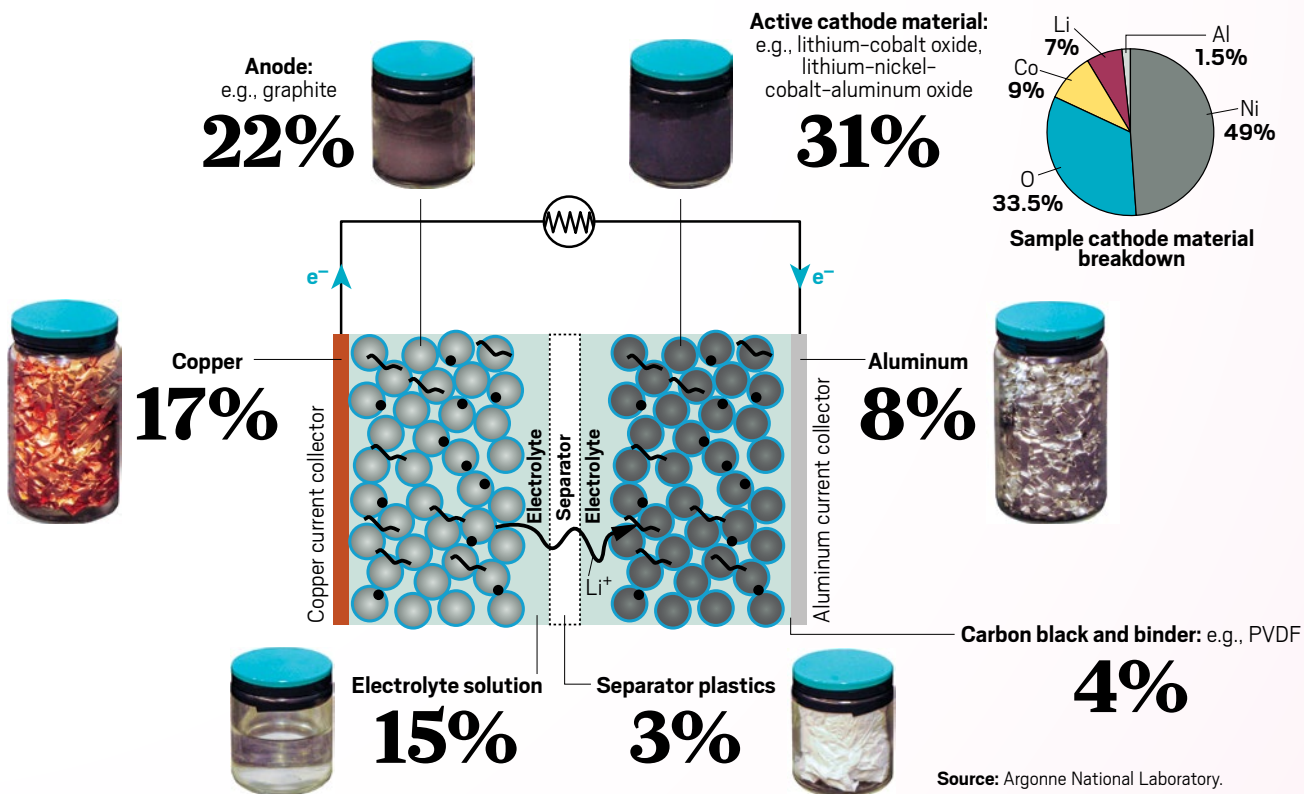 Anode:
e.g., graphite
22%
Active cathode material:
e.g., lithium–cobalt oxide,
lithium–nickel–
cobalt–aluminum oxide
31%
Li
7%
Al
1.5%
Co
9%
Ni
49%
O
33.5%
Sample cathode material
breakdown
e–
e–
Copper
17%
Aluminum
8%
Copper current collector
Electrolyte
Separator
Electrolyte
Aluminum current collector
Li+
Carbon black and binder: e.g., PVDF
4%
Electrolyte solution
15%
Separator plastics
3%
Source: Argonne National Laboratory.